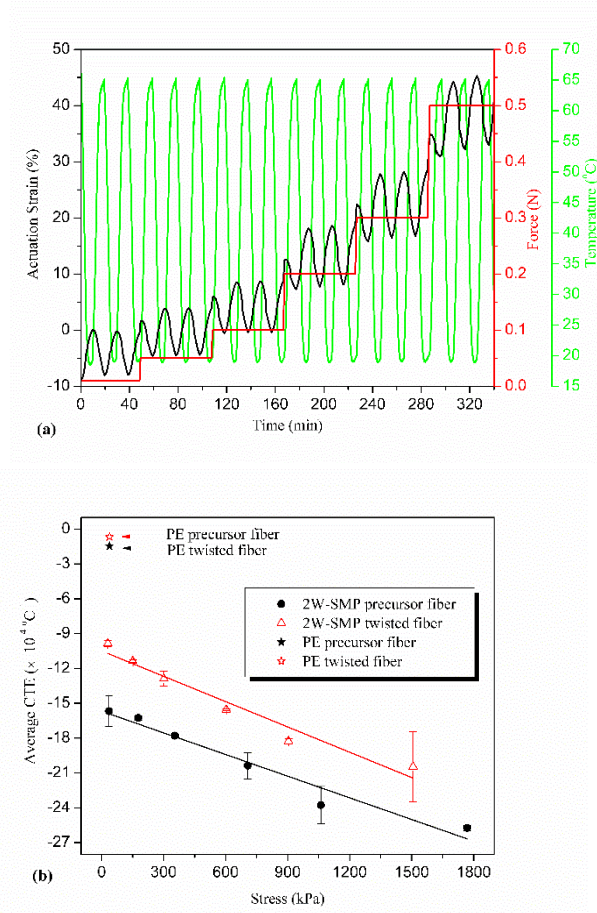 50
40
30
20
10
0
-10
Actuation Strain (%)
0 40 80 120 160 200 240 280 320
Time (min)
0.6
0.5
0.4
0.3
0.2
0.1
0.0
Force (N)
70
65
60
55
50
45
40
35
30
25
20
15
Temperature (°C)
(a)
0
-3
-6
-9
-12
-15
-18
-21
-24
-27
Average CTE (× 10⁻⁴ °C)
PE precursor fiber
PE twisted fiber
2W-SMP precursor fiber
2W-SMP twisted fiber
PE precursor fiber
PE twisted fiber
0 300 600 900 1200 1500 1800
Stress (kPa)
(b)